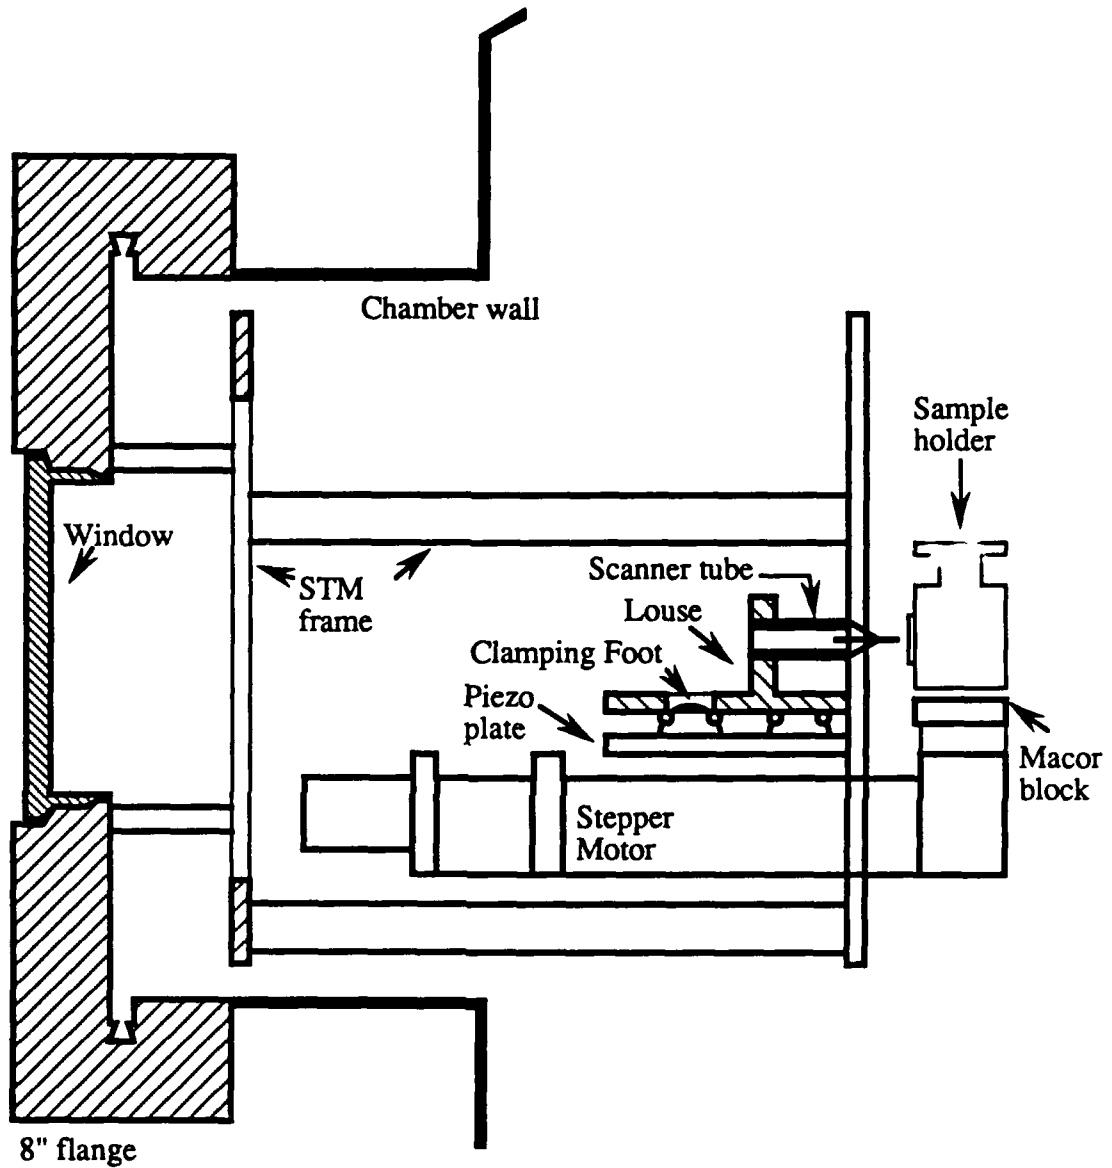 Chamber wall
Sample
holder
Window
STM
frame
Scanner tube
Louse
Clamping Foot
Piezo
plate
Macor
block
Stepper
Motor
8" flange